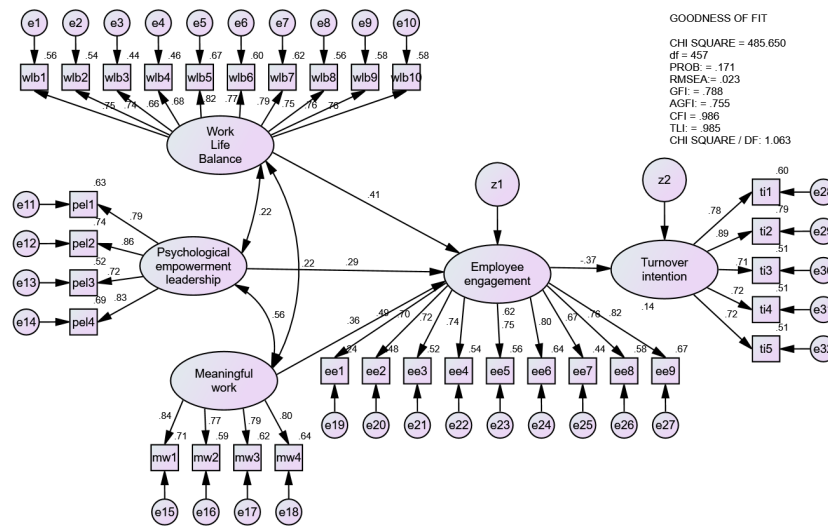 GOODNESS OF FIT
CHI SQUARE = 485.650
df = 457
PROB: = .171
RMSEA:= .023
GFI: = .788
AGFI: = .755
CFI = .986
TLI: = .985
CHI SQUARE / DF: 1.063
e1 e2 e3 e4 e5 e6 e7 e8 e9 e10
.56 .54 .44 .46 .67 .60 .62 .56 .58 .58
wlb1 wlb2 wlb3 wlb4 wlb5 wlb6 wlb7 wlb8 wlb9 wlb10
.75 .74 .66 .68 .82 .77 .79 .75 .76 .76
Work
Life
Balance
.41
.22
.22
.56
.63
e11 pel1 .79
.74
e12 pel2 .86
.52
e13 pel3 .72
.69
e14 pel4 .83
Psychological
empowerment
leadership
.29
z1
Employee
engagement
-.37
z2
Turnover
intention
.14
.60
ti1 e28
.78
.79
ti2 e29
.89
.51
ti3
.71
.51
ti4 e31
.72
.51
ti5 e32
.72
Meaningful
work
.36
.49 .70 .72 .74 .62 .75 .80 .67 .76 .82
.24 .48 .52 .54 .56 .64 .44 .58 .67
ee1 ee2 ee3 ee4 ee5 ee6 ee7 ee8 ee9
e19 e20 e21 e22 e23 e24 e25 e26 e27
.84 .77 .79 .80
.71 .59 .62 .64
mw1 mw2 mw3 mw4
e15 e16 e17 e18